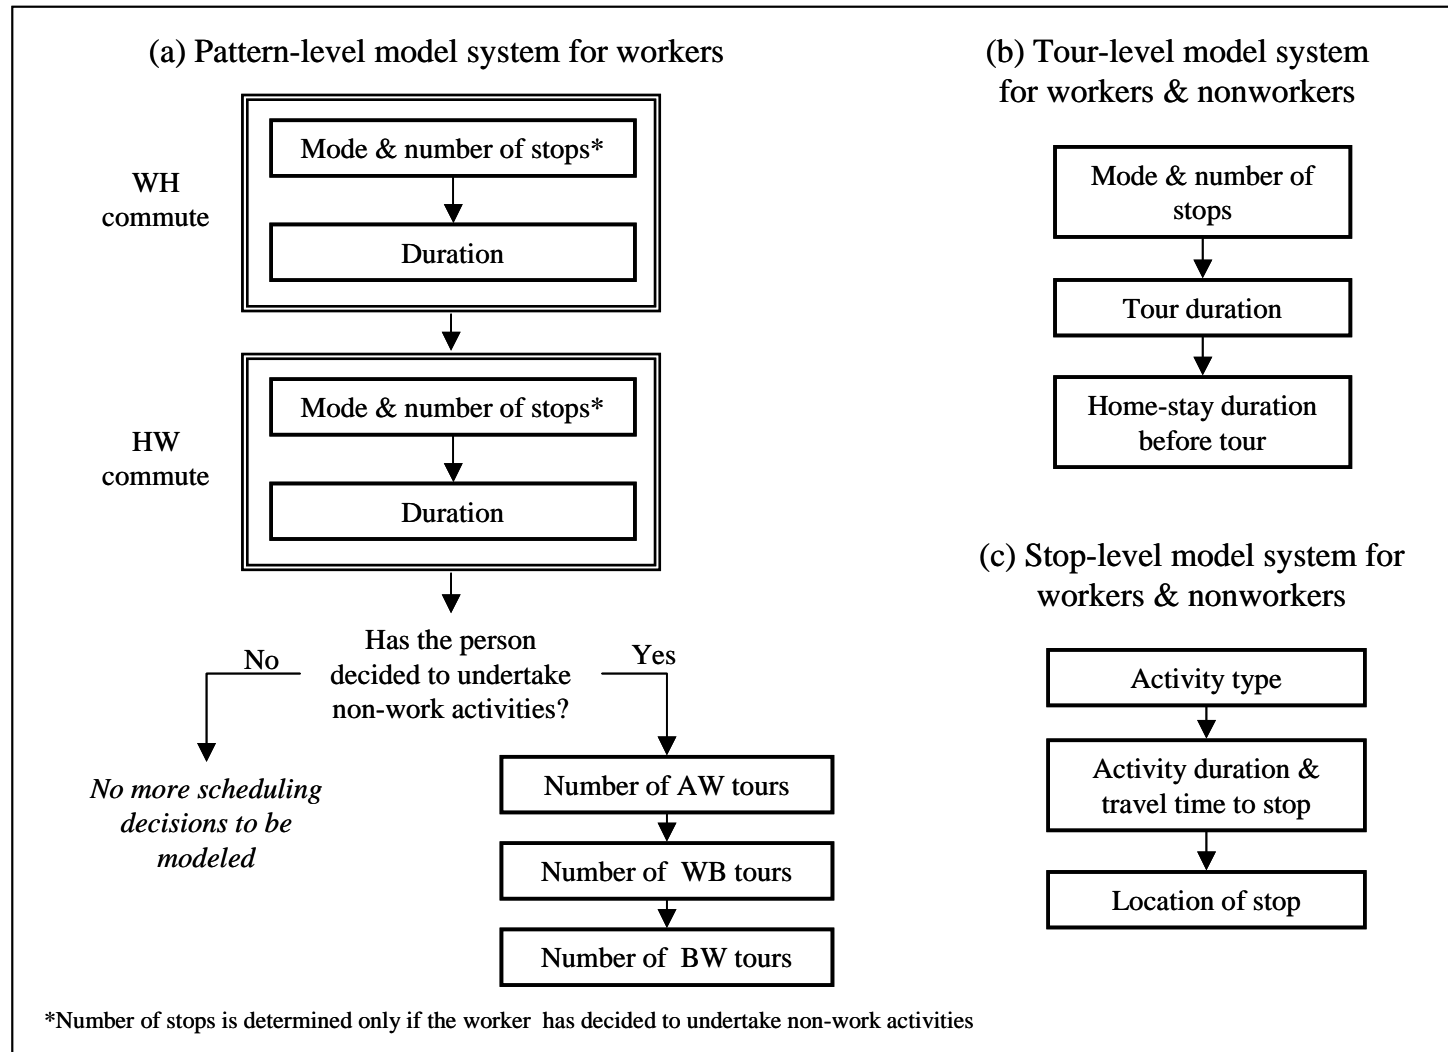 (a) Pattern-level model system for workers
WH
commute
Mode & number of stops*
Duration
HW
commute
Mode & number of stops*
Duration
Has the person
decided to undertake
non-work activities?
No
Yes
No more scheduling
decisions to be
modeled
Number of AW tours
Number of  WB tours
Number of  BW tours
(b) Tour-level model system
for workers & nonworkers
Mode & number of
stops
Tour duration
Home-stay duration
before tour
(c) Stop-level model system for
workers & nonworkers
Activity type
Activity duration &
travel time to stop
Location of stop
*Number of stops is determined only if the worker  has decided to undertake non-work activities